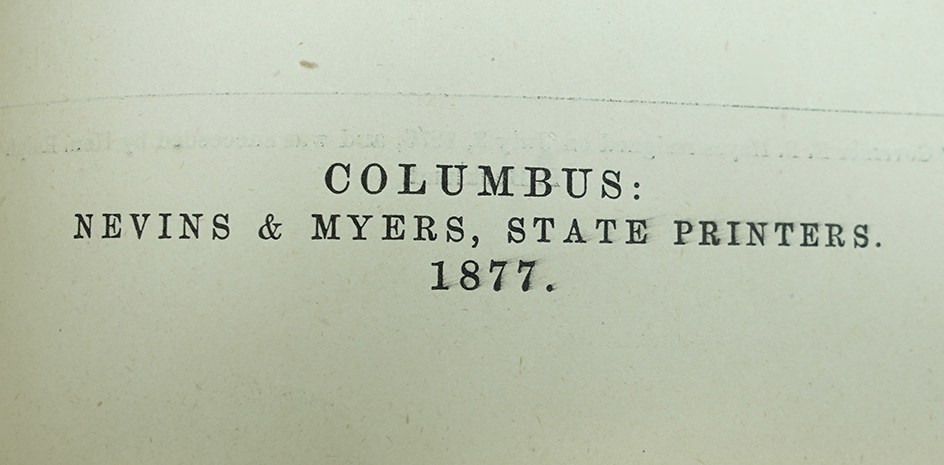 COLUMBUS:
NEVINS & MYERS, STATE PRINTERS.
1877.